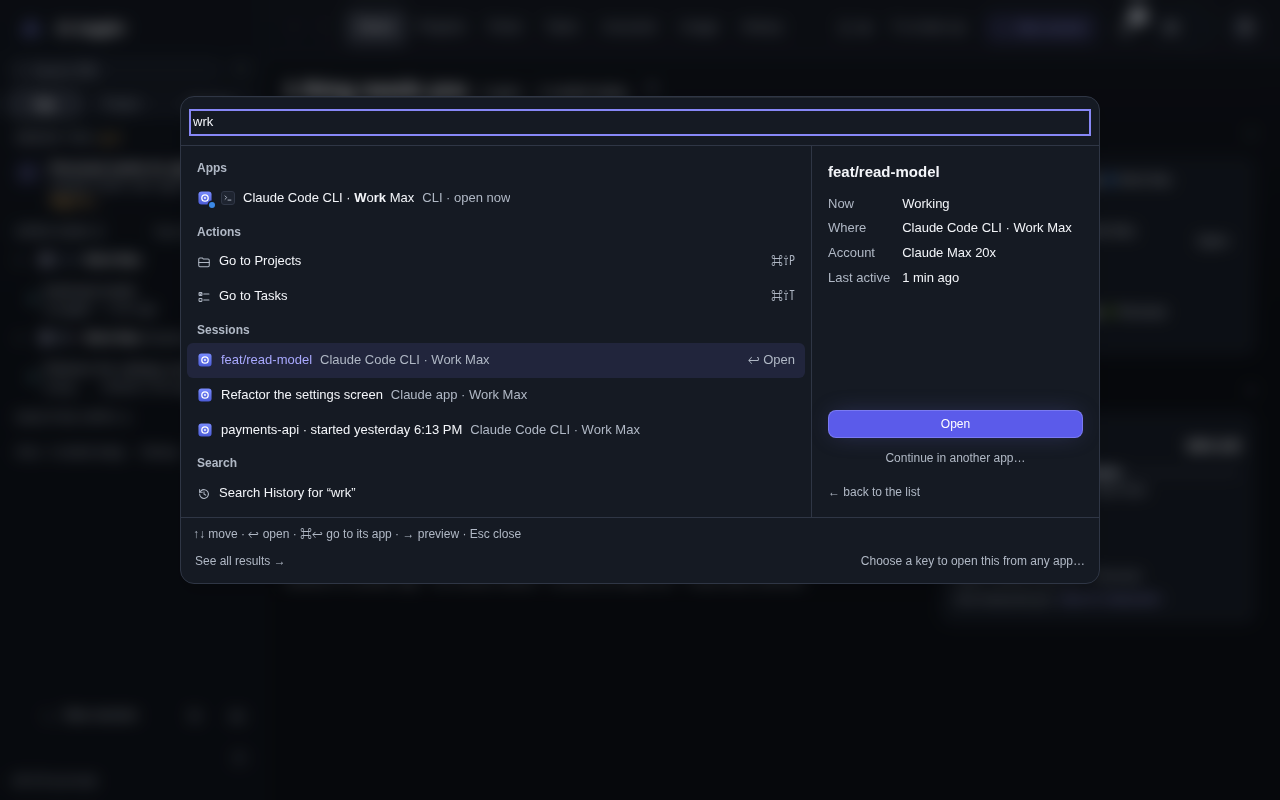 wrk
Apps
Claude Code CLI · Work Max CLI · open now
Actions
Go to Projects ⌘⇧P
Go to Tasks ⌘⇧T
Sessions
feat/read-model Claude Code CLI · Work Max ↩ Open
Refactor the settings screen Claude app · Work Max
payments-api · started yesterday 6:13 PM Claude Code CLI · Work Max
Search
Search History for “wrk”
feat/read-model
Now Working
Where Claude Code CLI · Work Max
Account Claude Max 20x
Last active 1 min ago
Open
Continue in another app…
← back to the list
↑↓ move · ↩ open · ⌘↩ go to its app · → preview · Esc close
See all results →
Choose a key to open this from any app…